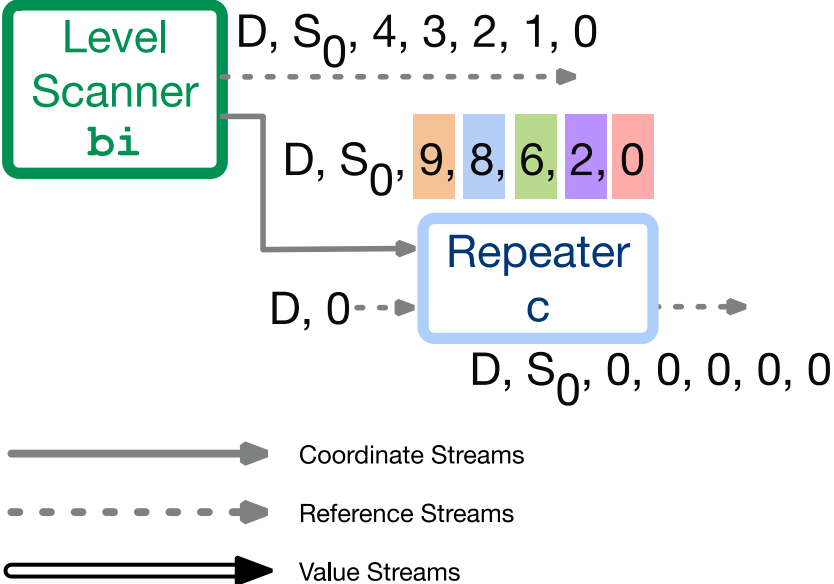 Level
Scanner
bi
D, S0, 4, 3, 2, 1, 0
D, S0, 9, 8, 6, 2, 0
Repeater
c
D, 0
D, S0, 0, 0, 0, 0, 0
Coordinate Streams
Reference Streams
Value Streams